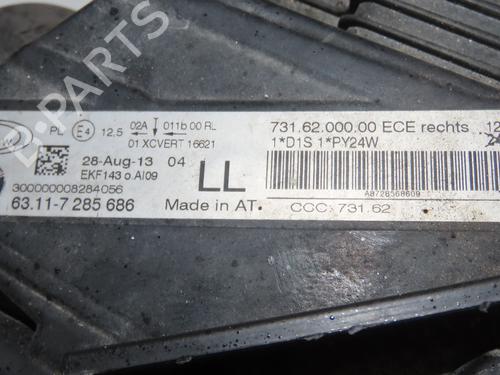 PL E4 12.5 02A 011b 00 RL
01 XCVERT 16621
28-Aug-13 04
EKF143 o.AI09
300000008284056
63.11-7 285 686
LL
Made in AT.
731.62.000.00 ECE rechts
1*D1S 1*PY24W
A8728568609
CCC: 731.62